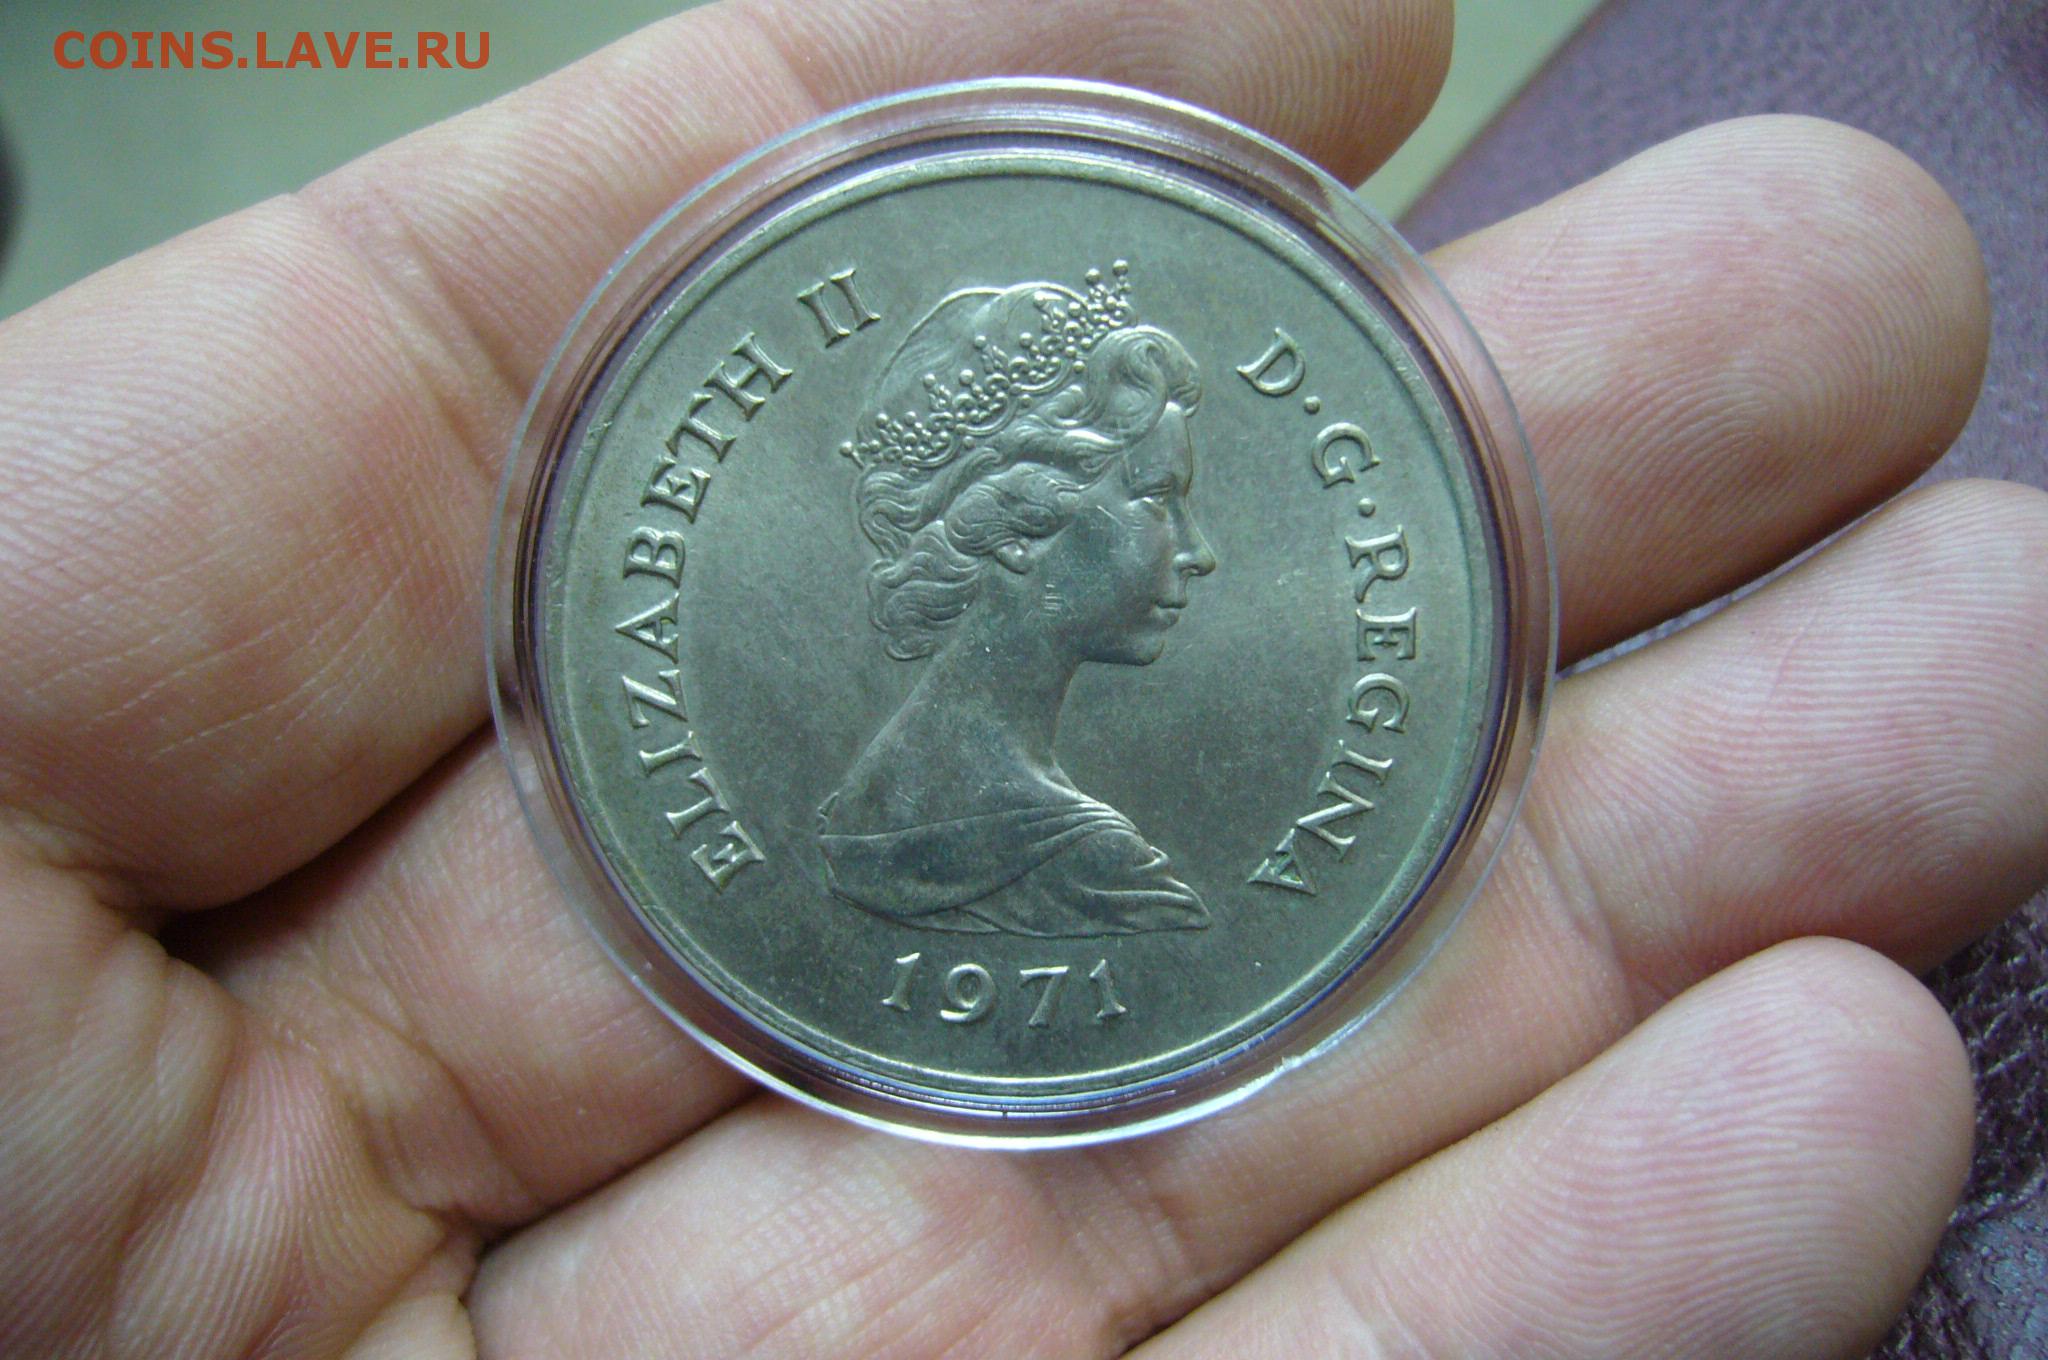 COINS.LAVE.RU
ELIZABETH II
D·G·REGINA
1971